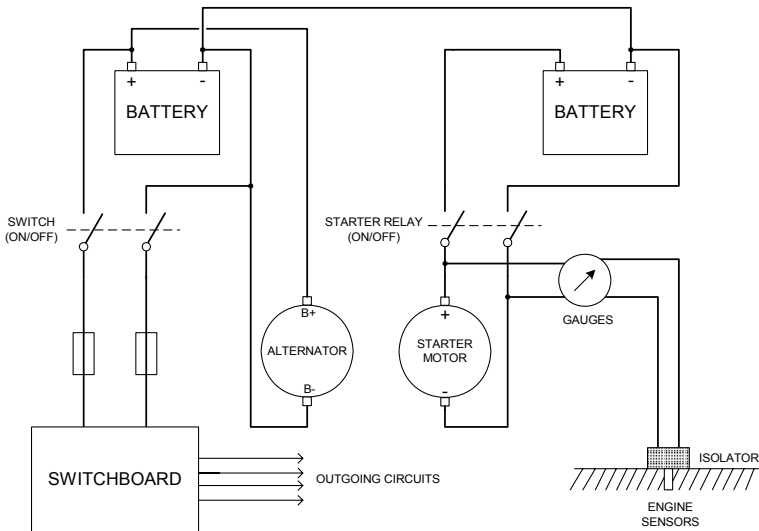 + -
BATTERY
+ -
BATTERY
SWITCH
(ON/OFF)
STARTER RELAY
(ON/OFF)
GAUGES
B+
ALTERNATOR
B-
+
STARTER
MOTOR
-
SWITCHBOARD
OUTGOING CIRCUITS
ISOLATOR
ENGINE
SENSORS